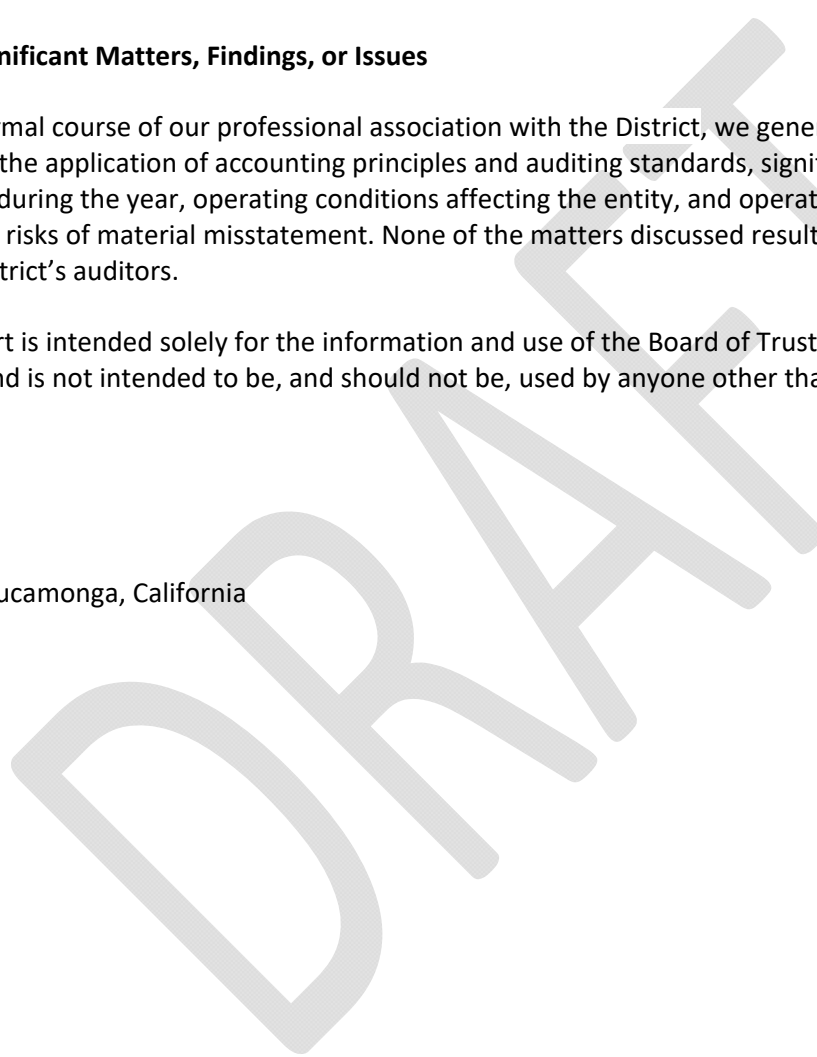 nificant Matters, Findings, or Issues
rmal course of our professional association with the District, we gener
the application of accounting principles and auditing standards, signif
during the year, operating conditions affecting the entity, and operat
risks of material misstatement. None of the matters discussed result
trict's auditors.
rt is intended solely for the information and use of the Board of Trust
nd is not intended to be, and should not be, used by anyone other tha
ucamonga, California
DRAFT